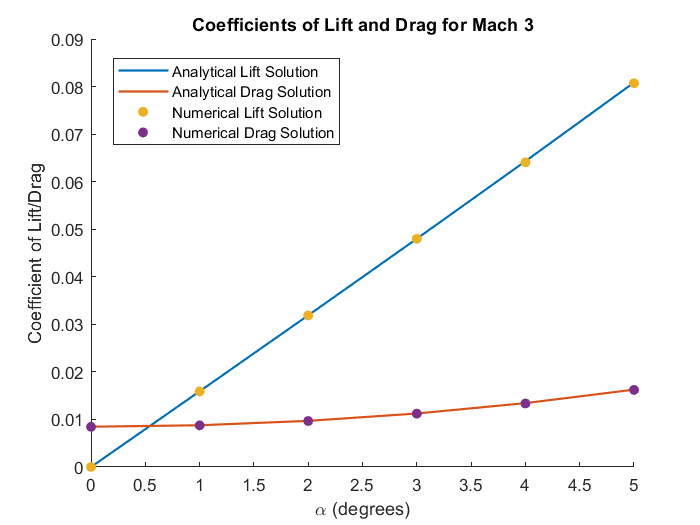 Coefficients of Lift and Drag for Mach 3
Analytical Lift Solution
Analytical Drag Solution
Numerical Lift Solution
Numerical Drag Solution
Coefficient of Lift/Drag
0.09
0.08
0.07
0.06
0.05
0.04
0.03
0.02
0.01
0
0 0.5 1 1.5 2 2.5 3 3.5 4 4.5 5
α (degrees)